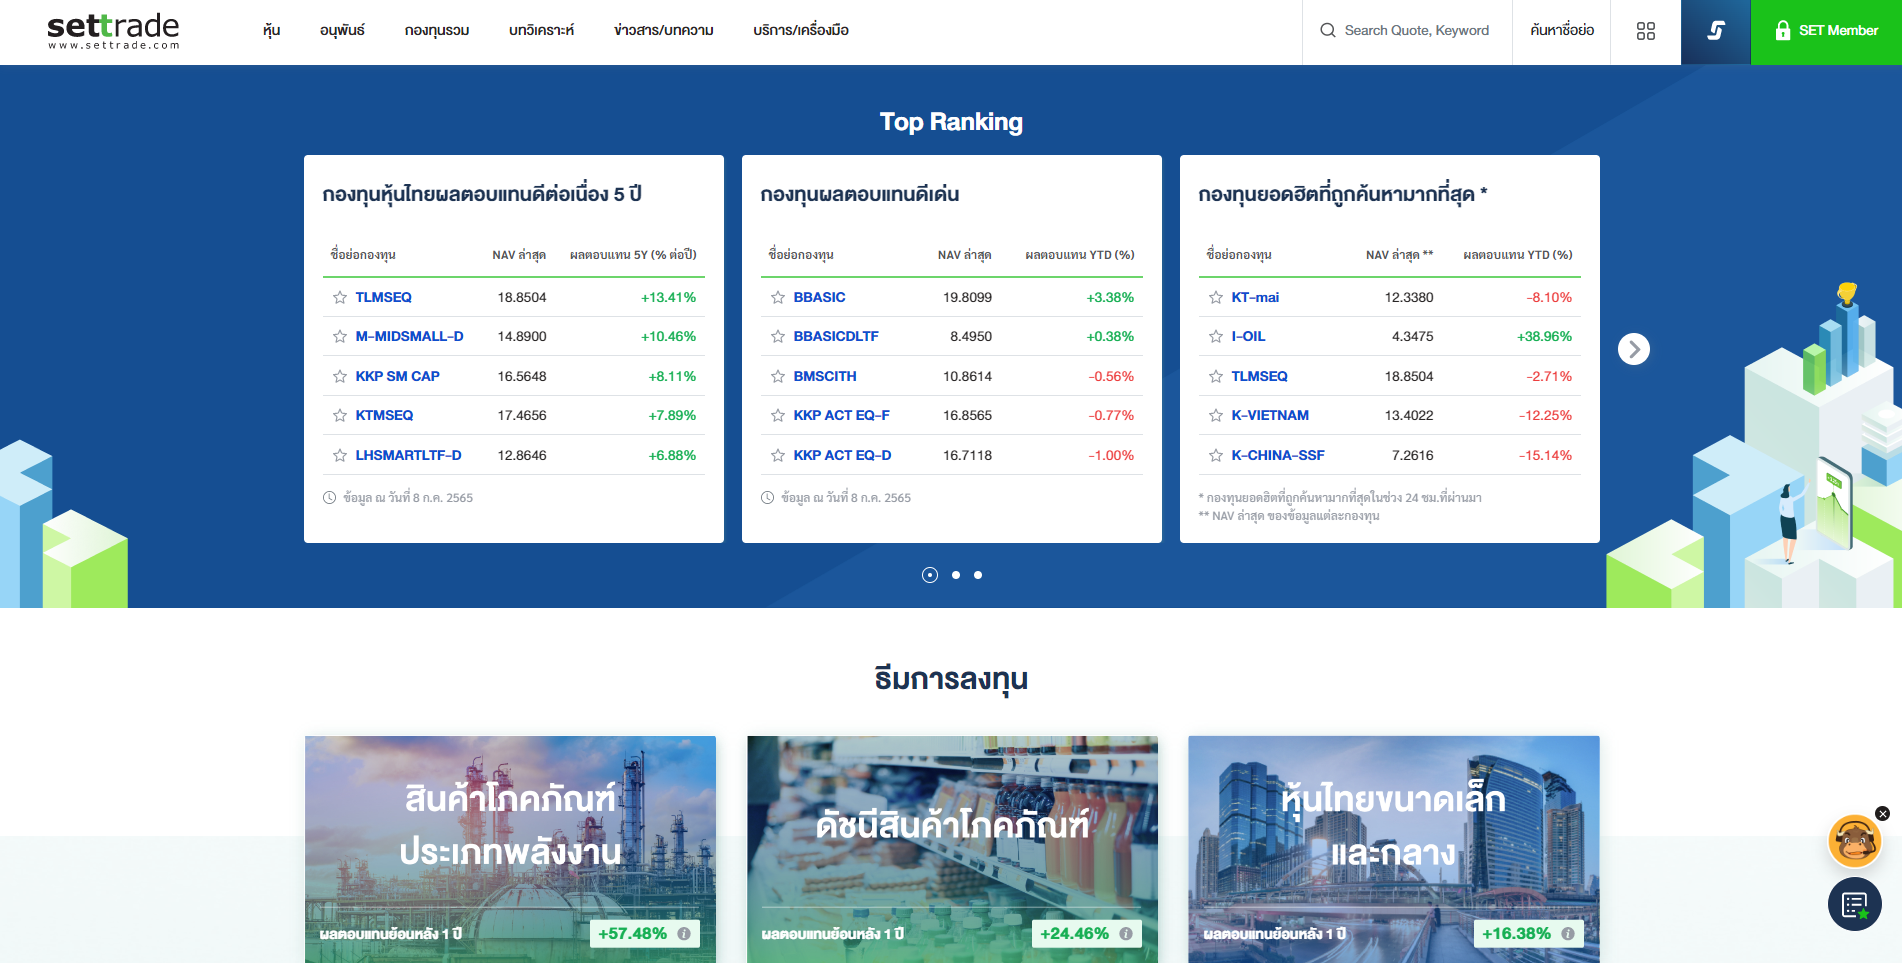 settrade
www.settrade.com
หุ้น
อนุพันธ์
กองทุนรวม
บทวิเคราะห์
ข่าวสาร/บทความ
บริการ/เครื่องมือ
Search Quote, Keyword
ค้นหาชื่อย่อ
SET Member
Top Ranking
กองทุนหุ้นไทยผลตอบแทนดีต่อเนื่อง 5 ปี
ชื่อย่อกองทุน NAV ล่าสุด ผลตอบแทน 5Y (% ต่อปี)
TLMSEQ 18.8504 +13.41%
M-MIDSMALL-D 14.8900 +10.46%
KKP SM CAP 16.5648 +8.11%
KTMSEQ 17.4656 +7.89%
LHSMARTLTF-D 12.8646 +6.88%
ข้อมูล ณ วันที่ 8 ก.ค. 2565
กองทุนผลตอบแทนดีเด่น
ชื่อย่อกองทุน NAV ล่าสุด ผลตอบแทน YTD (%)
BBASIC 19.8099 +3.38%
BBASICDLTF 8.4950 +0.38%
BMSCITH 10.8614 -0.56%
KKP ACT EQ-F 16.8565 -0.77%
KKP ACT EQ-D 16.7118 -1.00%
ข้อมูล ณ วันที่ 8 ก.ค. 2565
กองทุนยอดฮิตที่ถูกค้นหามากที่สุด *
ชื่อย่อกองทุน NAV ล่าสุด ** ผลตอบแทน YTD (%)
KT-mai 12.3380 -8.10%
I-OIL 4.3475 +38.96%
TLMSEQ 18.8504 -2.71%
K-VIETNAM 13.4022 -12.25%
K-CHINA-SSF 7.2616 -15.14%
* กองทุนยอดฮิตที่ถูกค้นหามากที่สุดในช่วง 24 ชม.ที่ผ่านมา
** NAV ล่าสุด ของข้อมูลแต่ละกองทุน
ธีมการลงทุน
สินค้าโภคภัณฑ์
ประเภทพลังงาน
ผลตอบแทนย้อนหลัง 1 ปี +57.48%
ดัชนีสินค้าโภคภัณฑ์
ผลตอบแทนย้อนหลัง 1 ปี +24.46%
หุ้นไทยขนาดเล็ก
และกลาง
ผลตอบแทนย้อนหลัง 1 ปี +16.38%